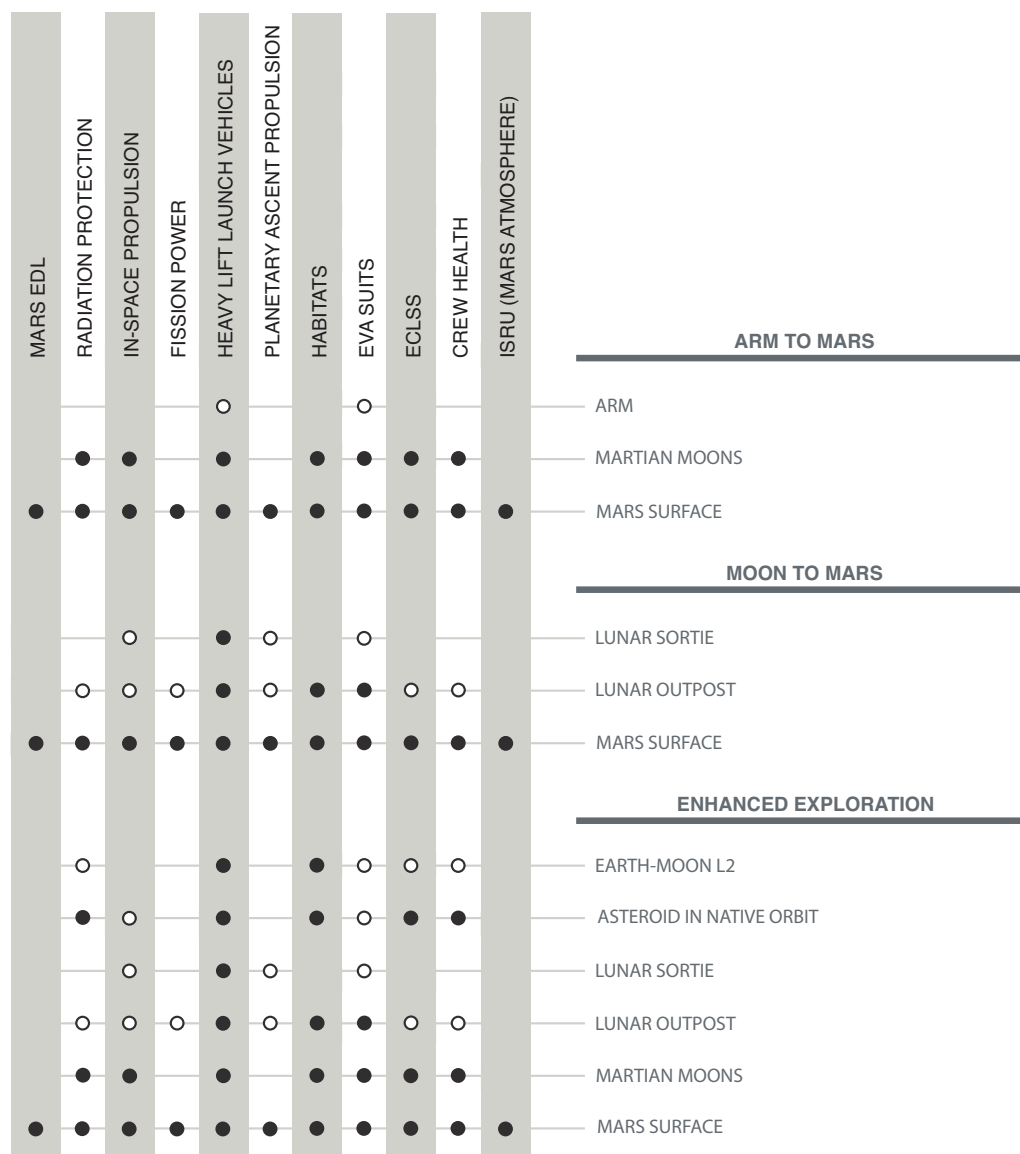 MARS EDL
RADIATION PROTECTION
IN-SPACE PROPULSION
FISSION POWER
HEAVY LIFT LAUNCH VEHICLES
PLANETARY ASCENT PROPULSION
HABITATS
EVA SUITS
ECLSS
CREW HEALTH
ISRU (MARS ATMOSPHERE)
ARM TO MARS
ARM
MARTIAN MOONS
MARS SURFACE
MOON TO MARS
LUNAR SORTIE
LUNAR OUTPOST
MARS SURFACE
ENHANCED EXPLORATION
EARTH-MOON L2
ASTEROID IN NATIVE ORBIT
LUNAR SORTIE
LUNAR OUTPOST
MARTIAN MOONS
MARS SURFACE